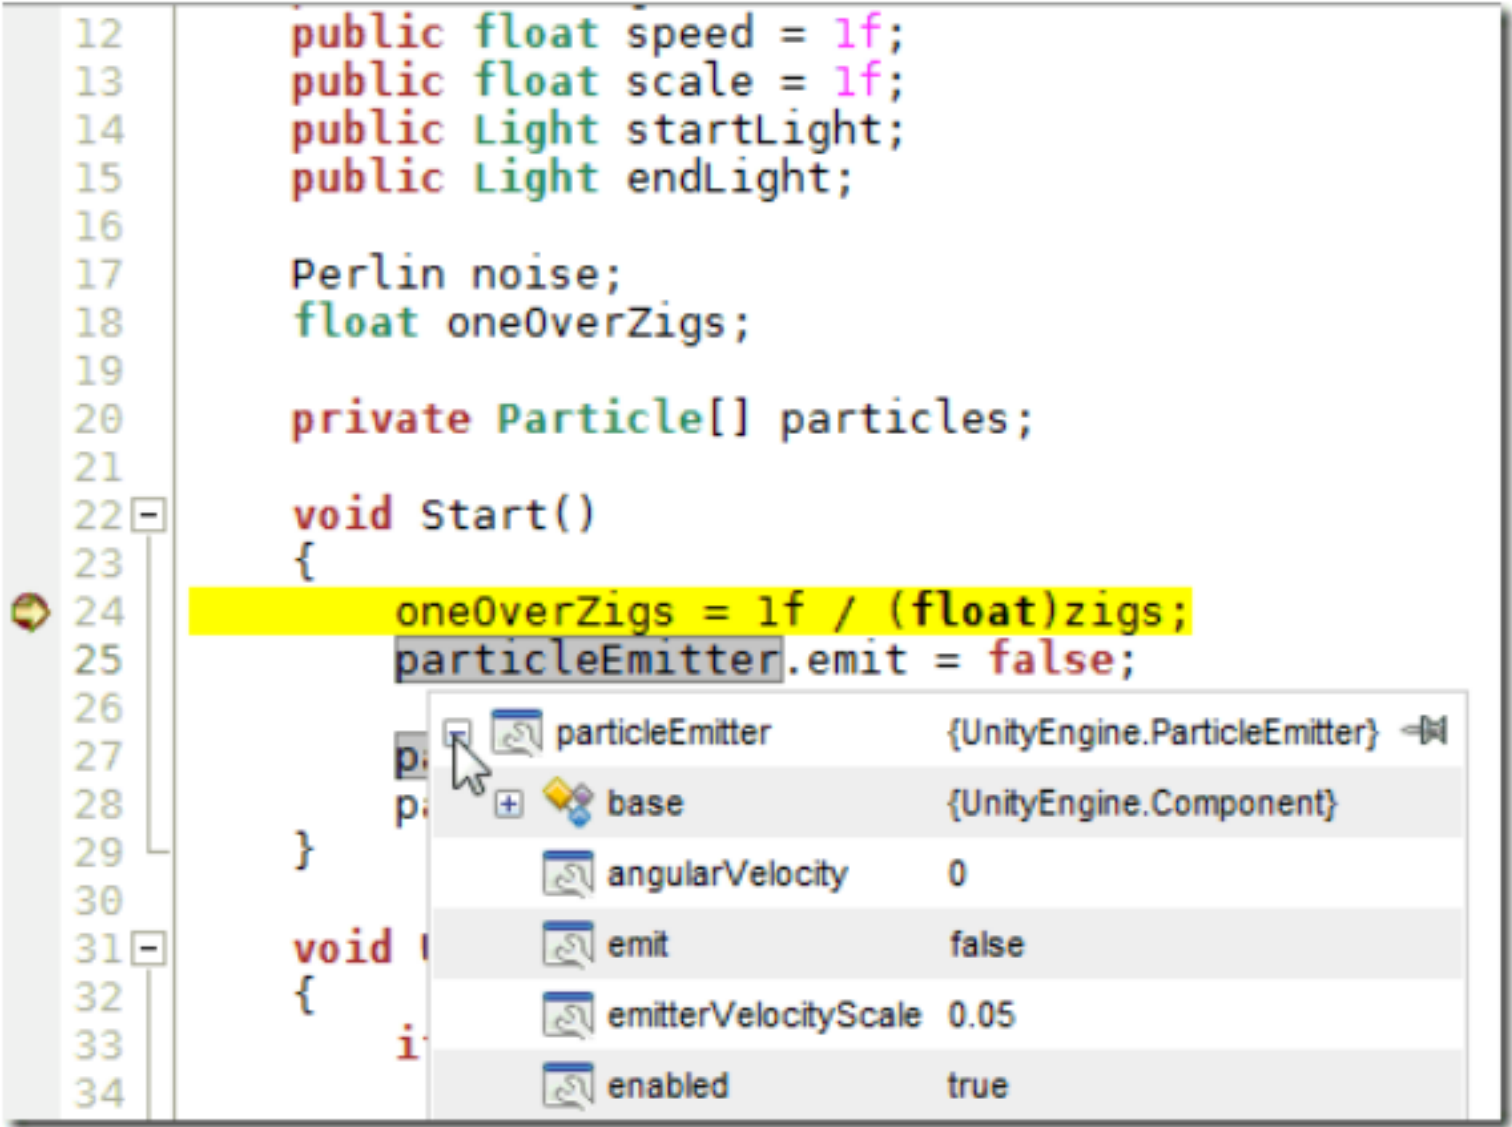 12 public float speed = 1f;
13 public float scale = 1f;
14 public Light startLight;
15 public Light endLight;
16
17 Perlin noise;
18 float oneOverZigs;
19
20 private Particle[] particles;
21
22 void Start()
23 {
24 oneOverZigs = 1f / (float)zigs;
25 particleEmitter.emit = false;
26
particleEmitter {UnityEngine.ParticleEmitter}
27
28
base {UnityEngine.Component}
29 }
angularVelocity 0
30
31 void
emit false
32 {
emitterVelocityScale 0.05
33
34
enabled true